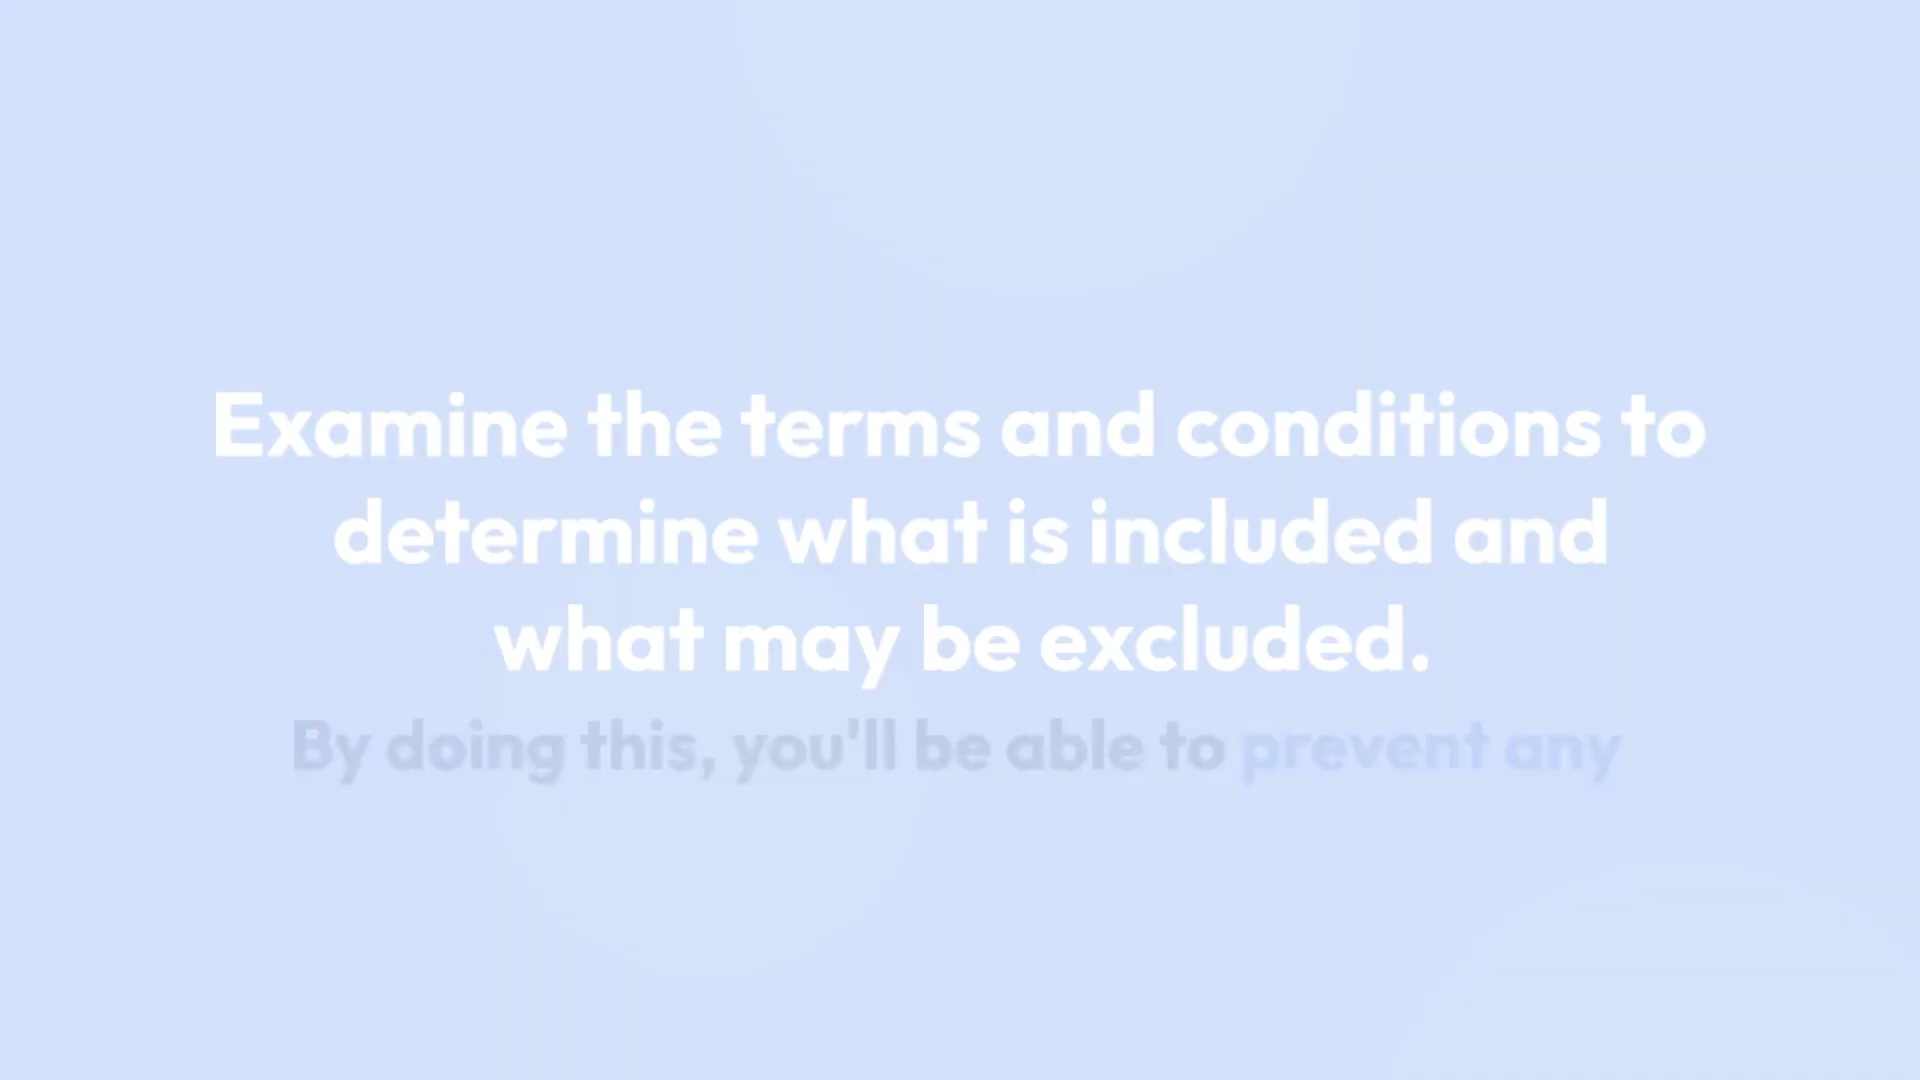 Examine the terms and conditions to
determine what is included and
what may be excluded.
By doing this, you'll be able to prevent any